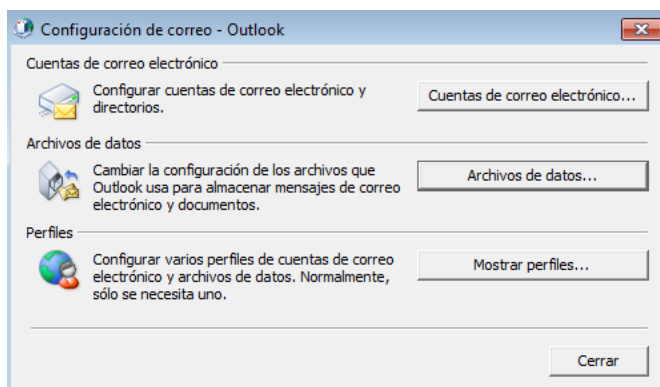 Configuración de correo - Outlook
Cuentas de correo electrónico
Configurar cuentas de correo electrónico y
directorios.
Cuentas de correo electrónico...
Archivos de datos
Cambiar la configuración de los archivos que
Outlook usa para almacenar mensajes de correo
electrónico y documentos.
Archivos de datos...
Perfiles
Configurar varios perfiles de cuentas de correo
electrónico y archivos de datos. Normalmente,
sólo se necesita uno.
Mostrar perfiles...
Cerrar